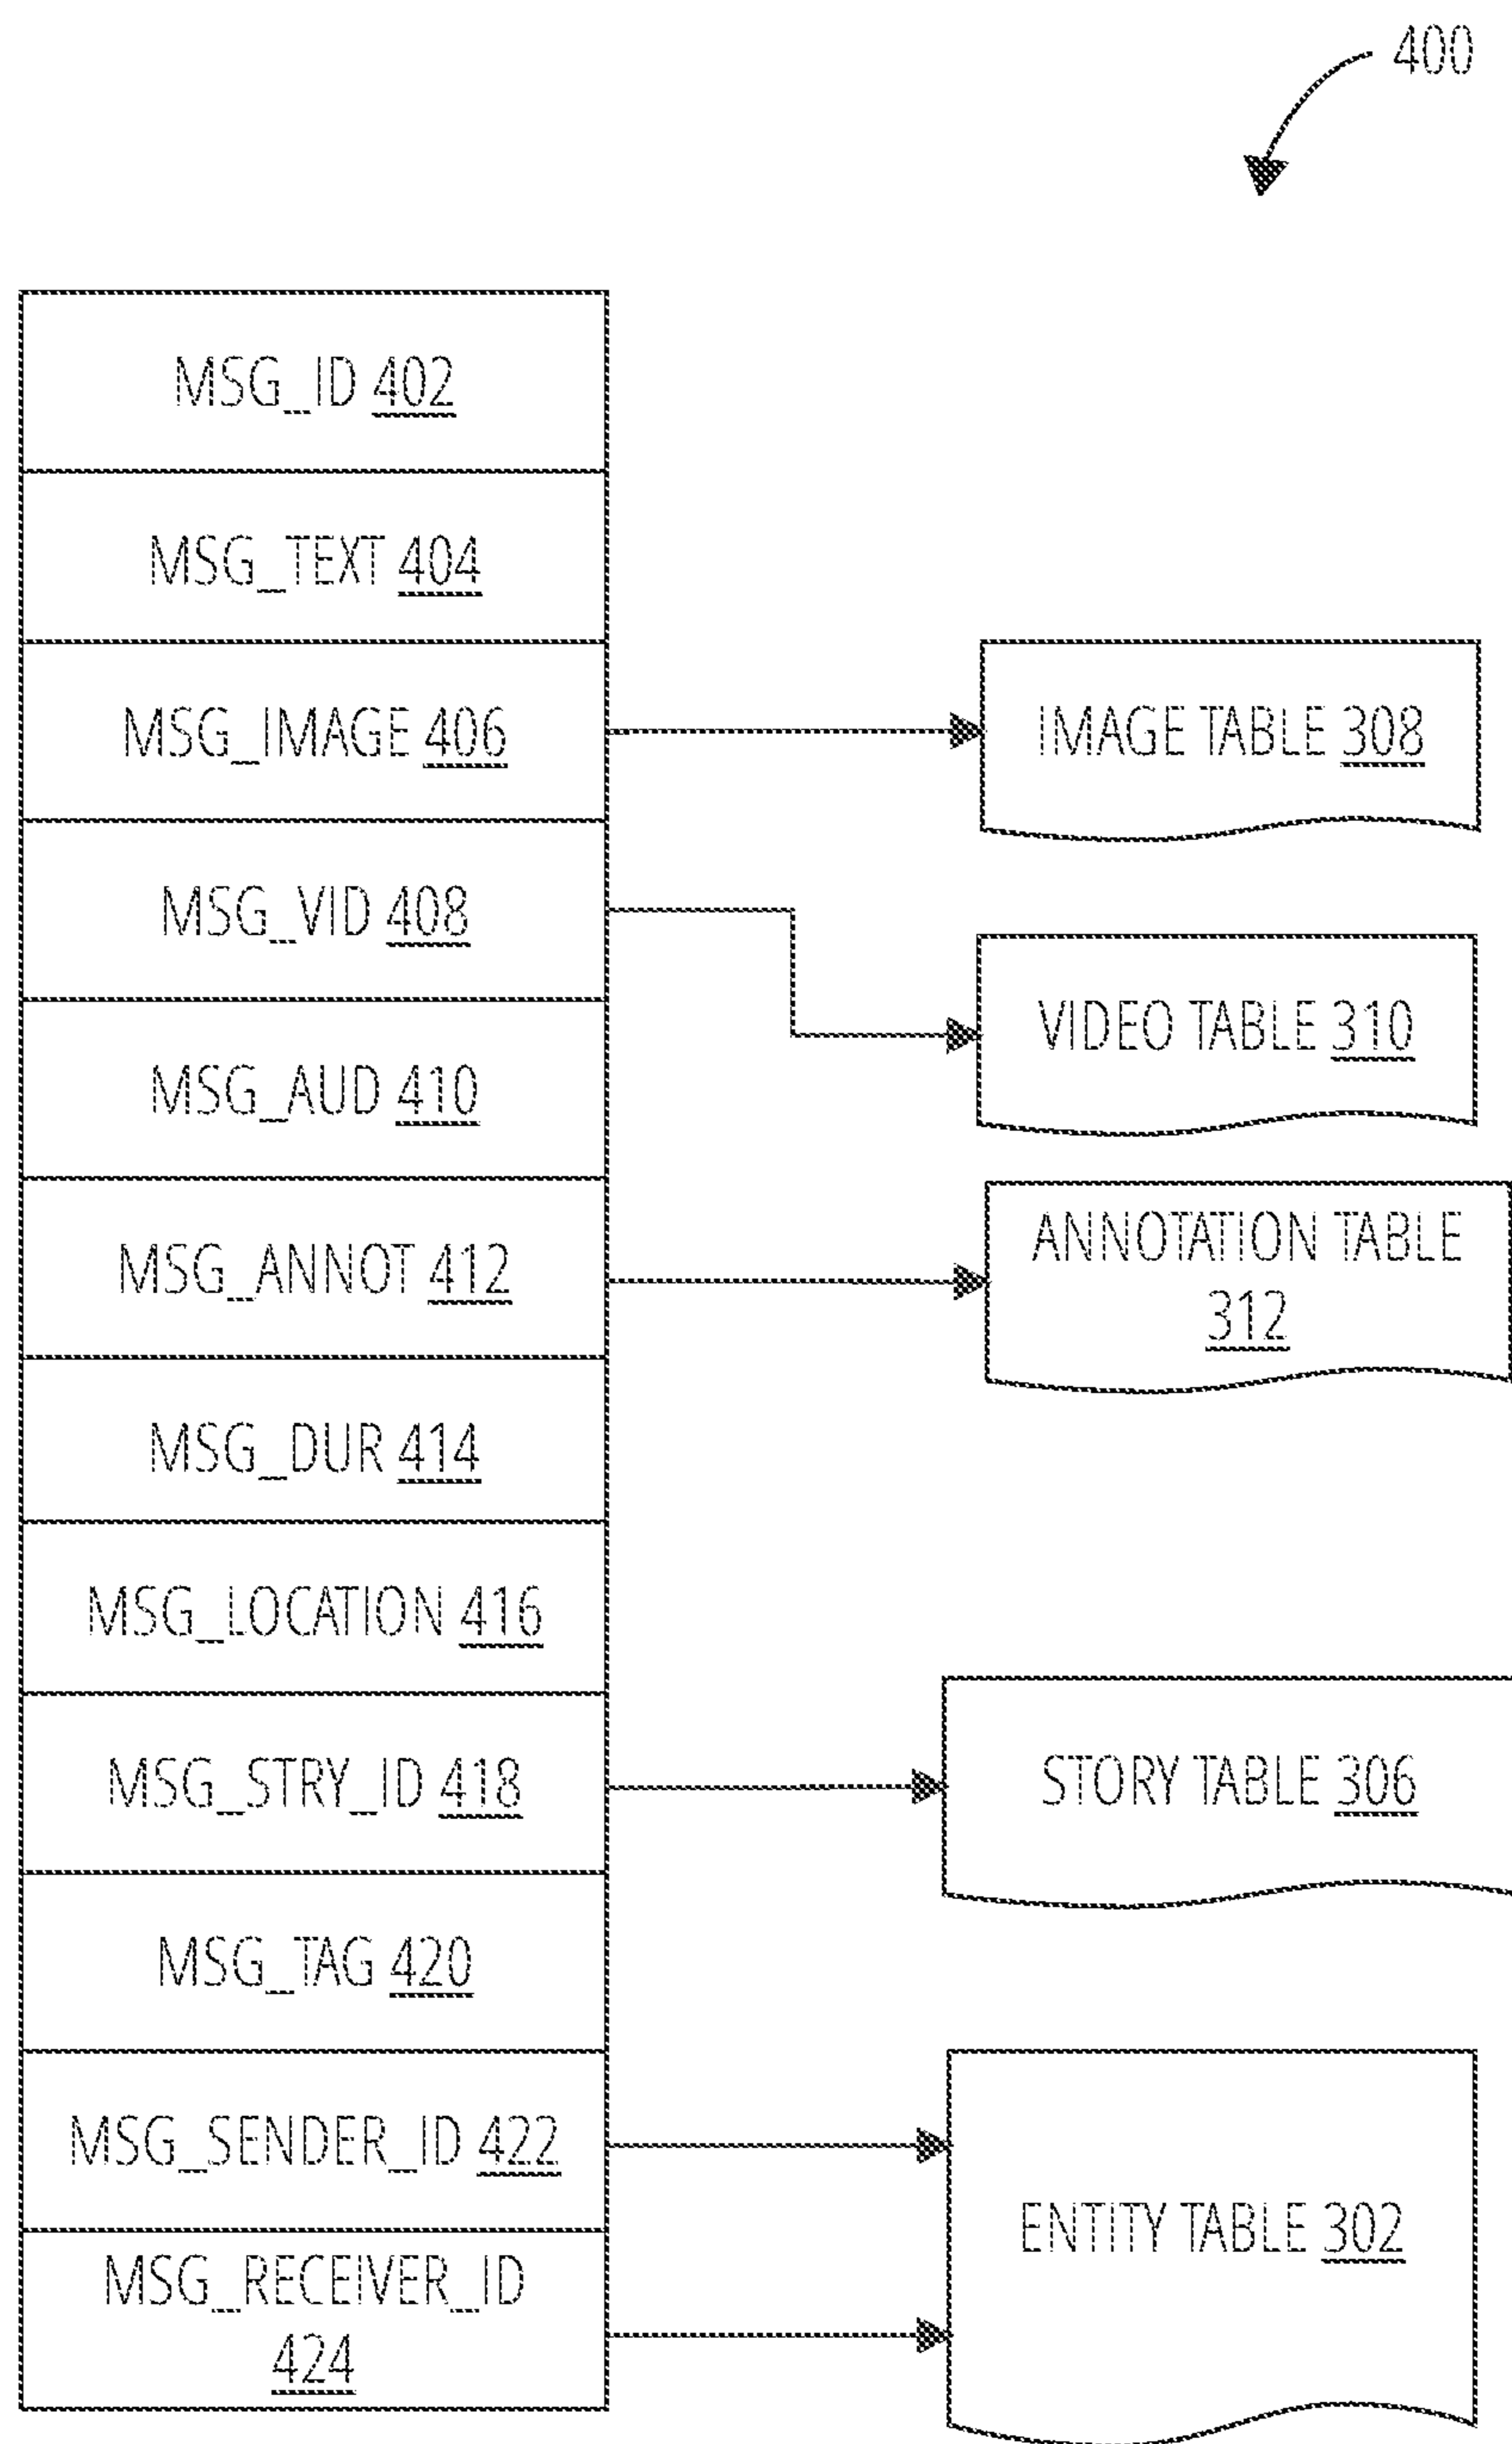 400
MSG_ID 402
MSG_TEXT 404
MSG_IMAGE 406
IMAGE TABLE 308
MSG_VID 408
VIDEO TABLE 310
MSG_AUD 410
MSG_ANNOT 412
ANNOTATION TABLE
312
MSG_DUR 414
MSG_LOCATION 416
MSG_STRY_ID 418
STORY TABLE 306
MSG_TAG 420
MSG_SENDER_ID 422
ENTITY TABLE 302
MSG_RECEIVER_ID
424